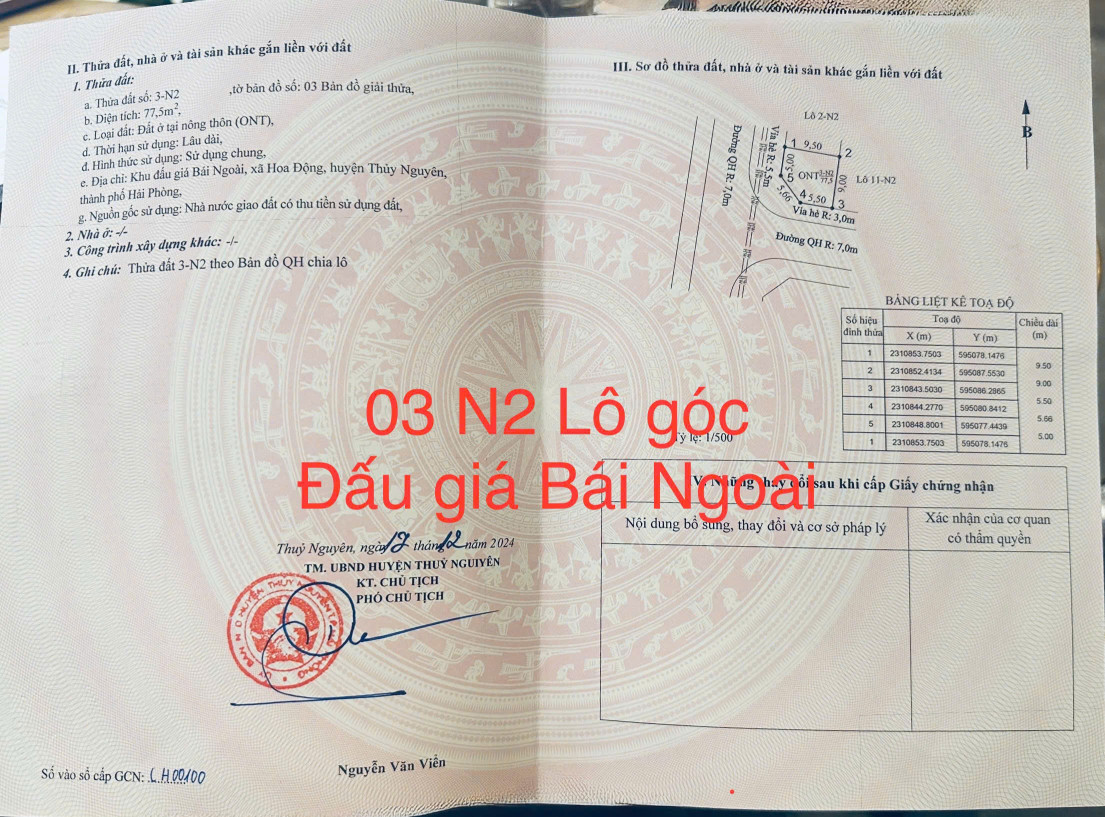 II. Thửa đất, nhà ở và tài sản khác gắn liền với đất
1. Thửa đất:
a. Thửa đất số: 3-N2 ,tờ bản đồ số: 03 Bản đồ giải thửa,
b. Diện tích: 77,5m²,
c. Loại đất: Đất ở tại nông thôn (ONT),
d. Thời hạn sử dụng: Lâu dài,
đ. Hình thức sử dụng: Sử dụng chung,
e. Địa chỉ: Khu đấu giá Bái Ngoài, xã Hoa Động, huyện Thủy Nguyên,
thành phố Hải Phòng,
g. Nguồn gốc sử dụng: Nhà nước giao đất có thu tiền sử dụng đất,
2. Nhà ở: -/-
3. Công trình xây dựng khác: -/-
4. Ghi chú: Thửa đất 3-N2 theo Bản đồ QH chia lô
Thuỷ Nguyên, ngày 12 tháng 12 năm 2024
TM. UBND HUYỆN THUỶ NGUYÊN
KT. CHỦ TỊCH
PHÓ CHỦ TỊCH
Nguyễn Văn Viển
Số vào sổ cấp GCN: C.H.00100
III. Sơ đồ thửa đất, nhà ở và tài sản khác gắn liền với đất
B
Lô 2-N2
Đường QH R: 7,0m
Vỉa hè R: 5,5m
1 9,50 2
5,00
5 ONT 3-N2 77,5
9,00
Lô 11-N2
5,66
4 5,50 3
Vỉa hè R: 3,0m
Đường QH R: 7,0m
BẢNG LIỆT KÊ TOẠ ĐỘ
Số hiệu đỉnh thửa Toạ độ Chiều dài (m)
X (m) Y (m)
1 2310853.7503 595078.1476
9.50
2 2310852.4134 595087.5530
9.00
3 2310843.5030 595086.2865
5.50
4 2310844.2770 595080.8412
5.66
5 2310848.8001 595077.4439
5.00
1 2310853.7503 595078.1476
Tỷ lệ: 1/500
03 N2 Lô góc
Đấu giá Bái Ngoài
V. Những thay đổi sau khi cấp Giấy chứng nhận
Nội dung bổ sung, thay đổi và cơ sở pháp lý
Xác nhận của cơ quan
có thẩm quyền